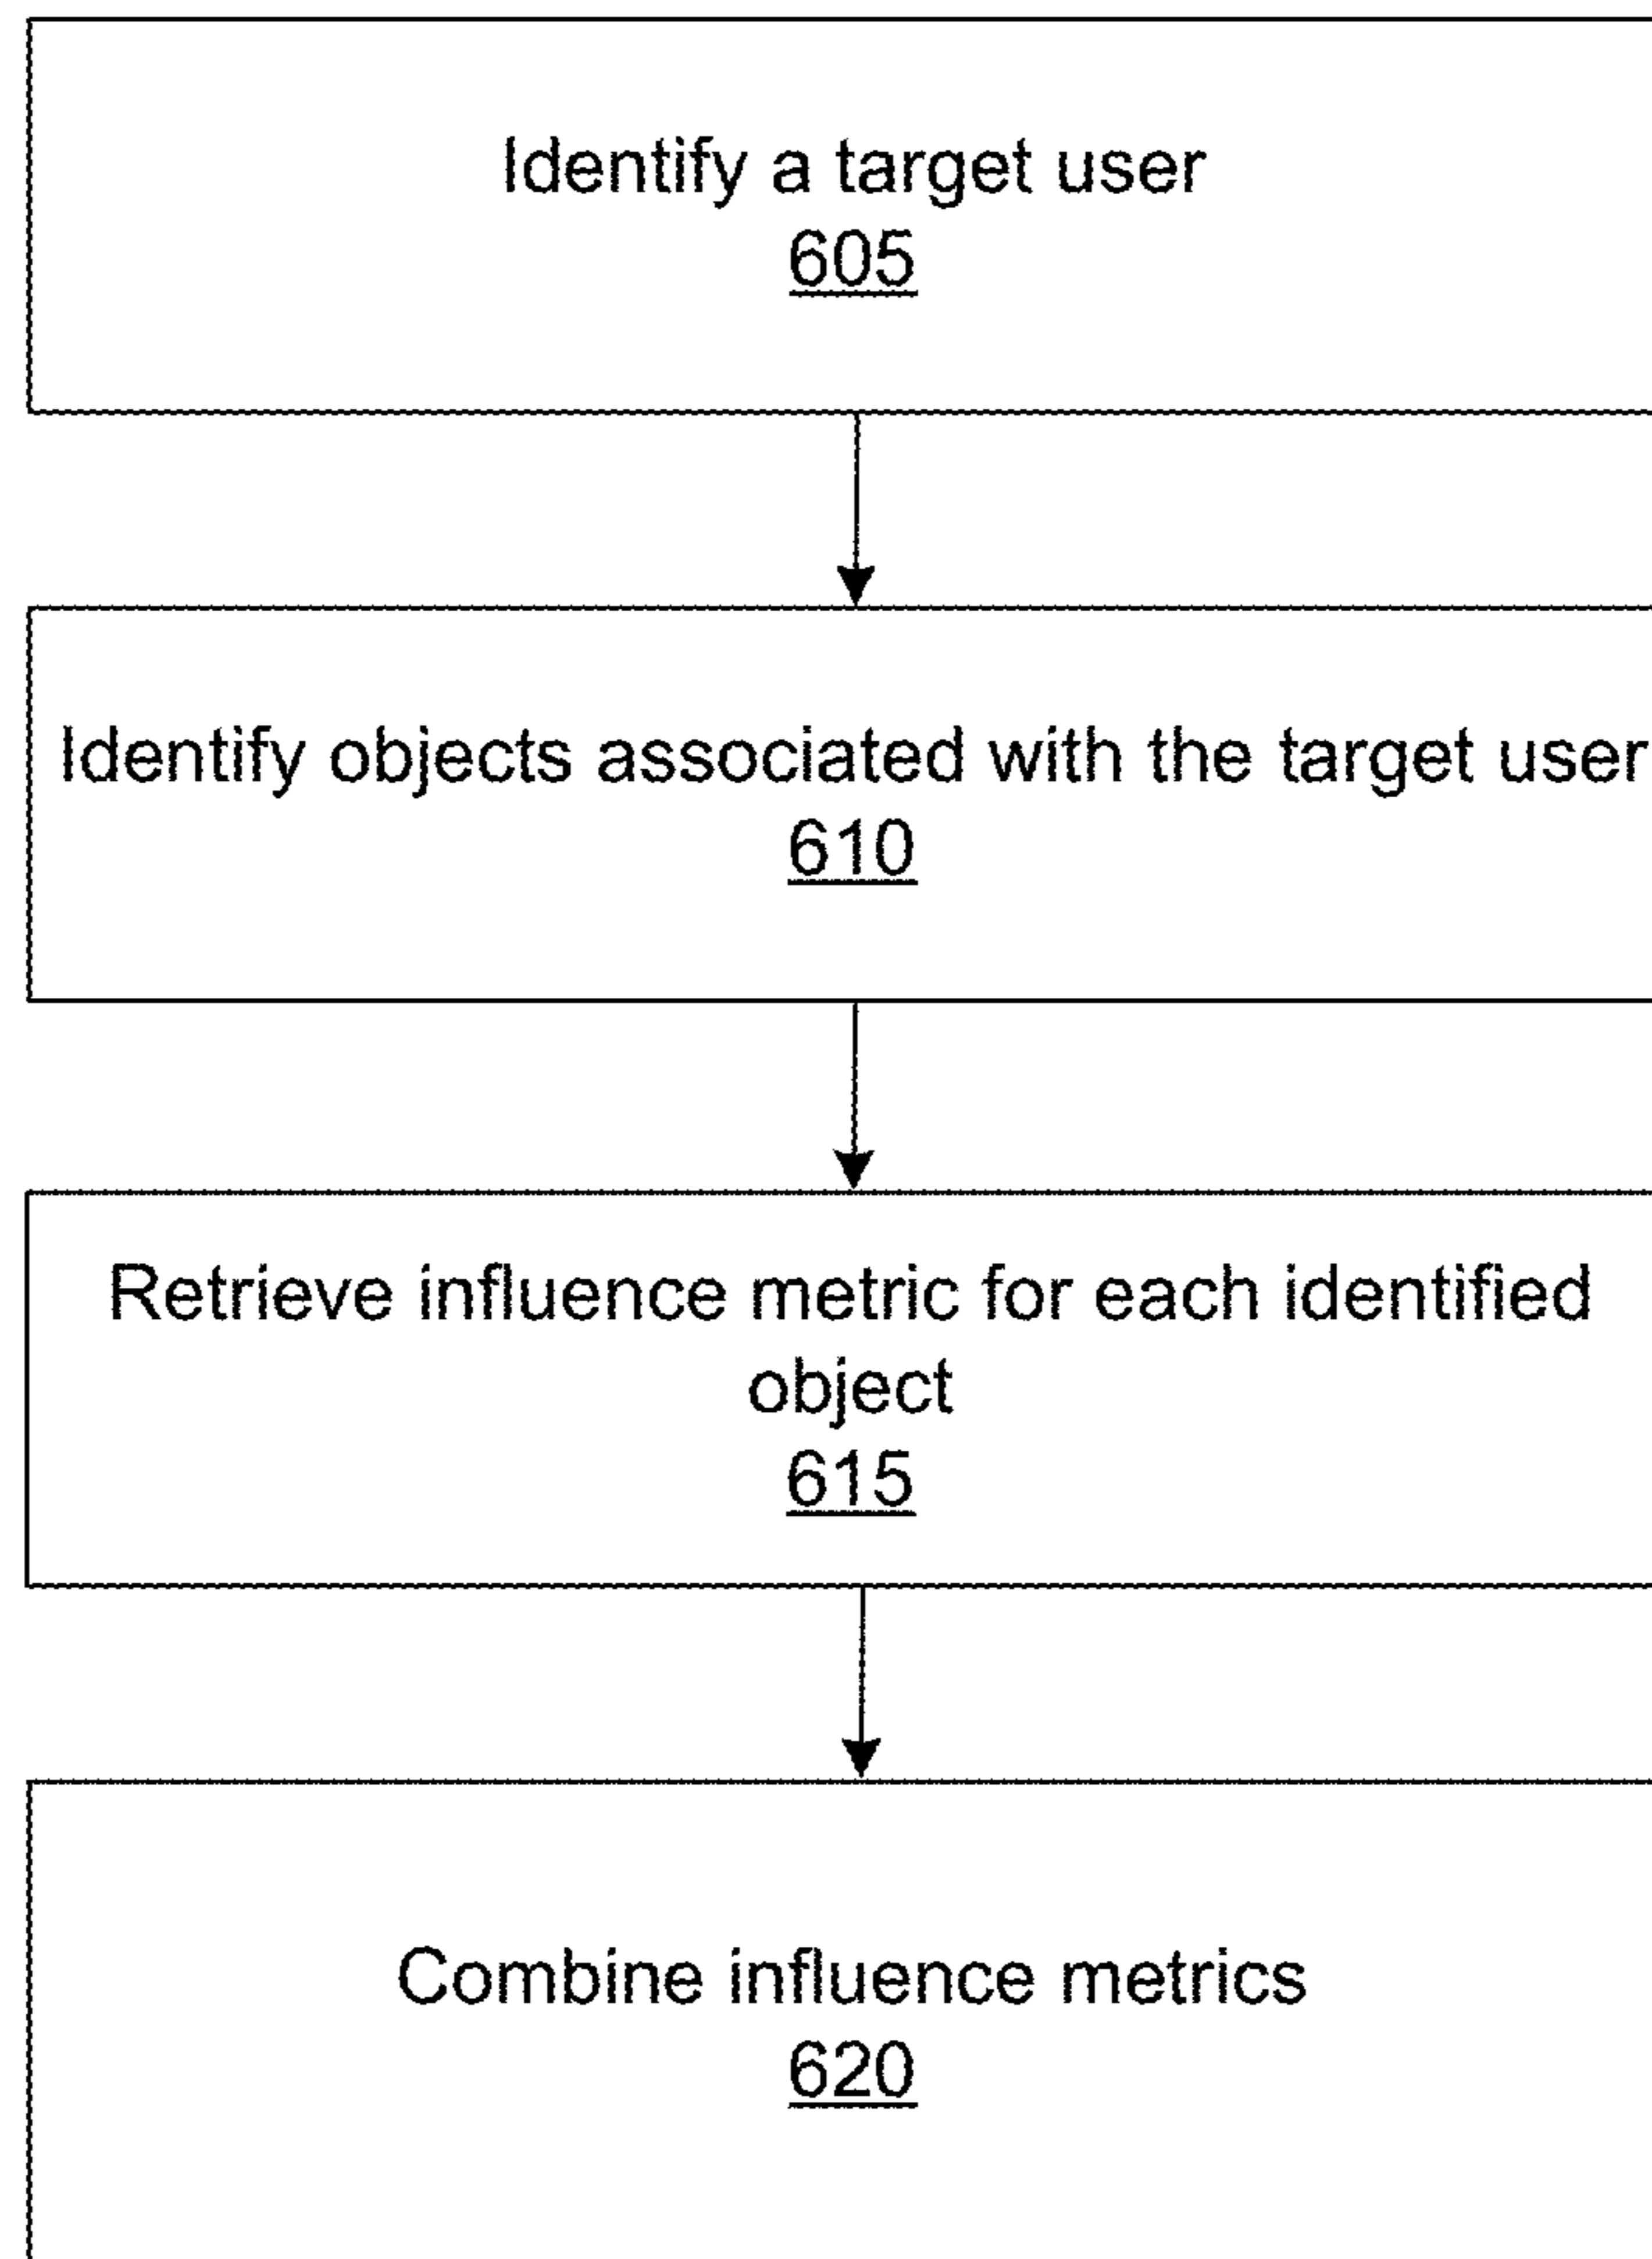 Identify a target user
605
Identify objects associated with the target user
610
Retrieve influence metric for each identified
object
615
Combine influence metrics
620